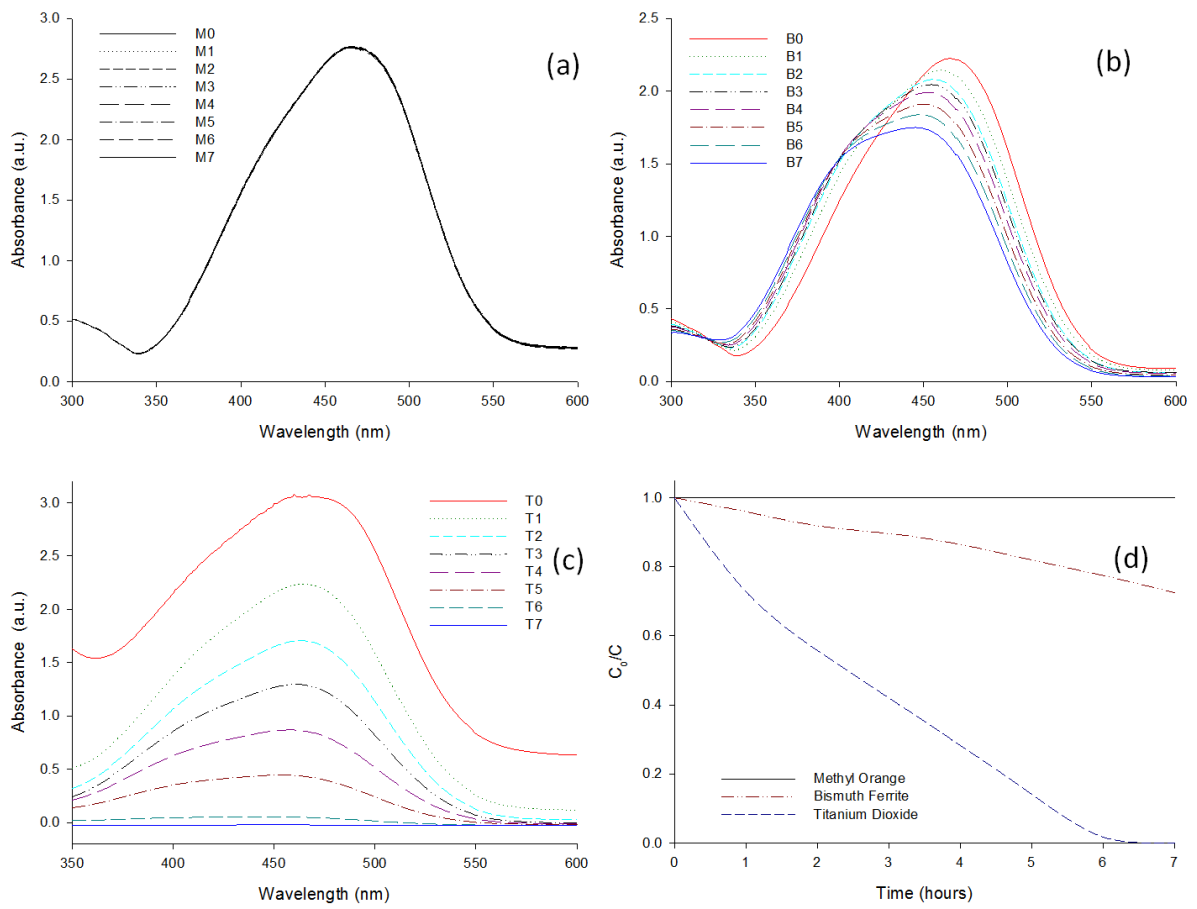 3.0
2.5
2.0
1.5
1.0
0.5
0.0
Absorbance (a.u.)
M0
M1
M2
M3
M4
M5
M6
M7
(a)
300 350 400 450 500 550 600
Wavelength (nm)
2.5
2.0
1.5
1.0
0.5
0.0
Absorbance (a.u.)
B0
B1
B2
B3
B4
B5
B6
B7
(b)
300 350 400 450 500 550 600
Wavelength (nm)
3.0
2.5
2.0
1.5
1.0
0.5
0.0
Absorbance (a.u.)
T0
T1
T2
T3
T4
T5
T6
T7
(c)
350 400 450 500 550 600
Wavelength (nm)
1.0
0.8
0.6
0.4
0.2
0.0
C₀/C
(d)
Methyl Orange
Bismuth Ferrite
Titanium Dioxide
0 1 2 3 4 5 6 7
Time (hours)